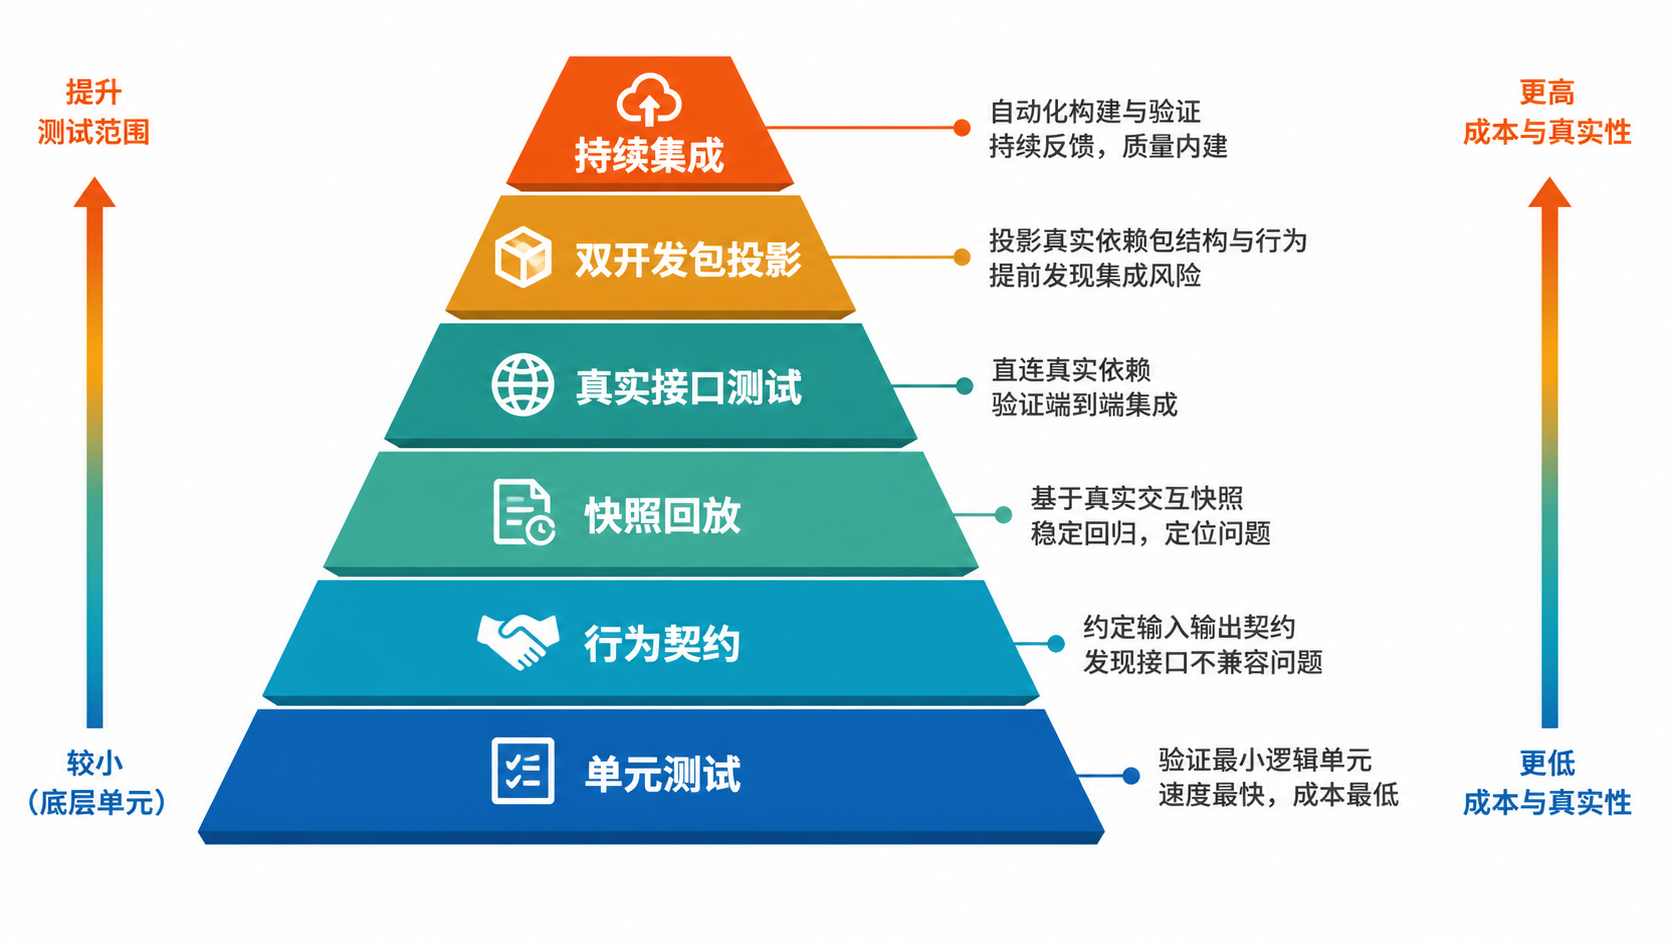 提升
测试范围
更高
成本与真实性
持续集成
自动化构建与验证
持续反馈，质量内建
双开发包投影
投影真实依赖包结构与行为
提前发现集成风险
真实接口测试
直连真实依赖
验证端到端集成
快照回放
基于真实交互快照
稳定回归，定位问题
行为契约
约定输入输出契约
发现接口不兼容问题
单元测试
验证最小逻辑单元
速度最快，成本最低
较小
（底层单元）
更低
成本与真实性